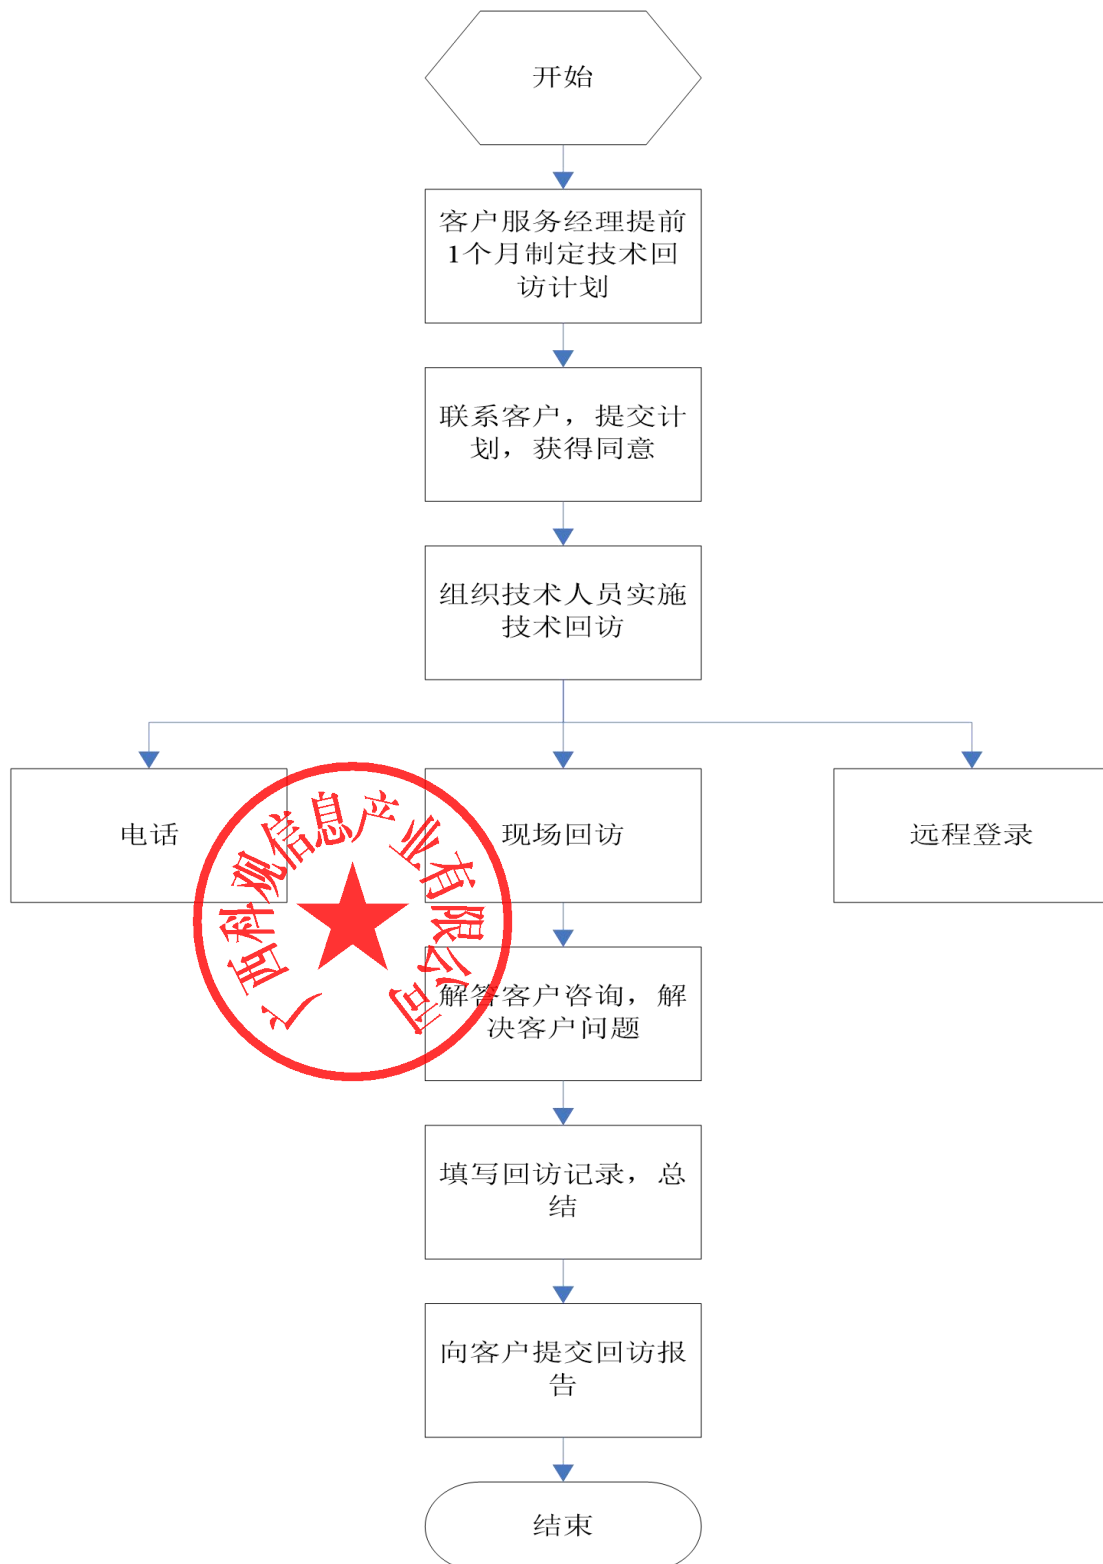 开始
客户服务经理提前
1个月制定技术回
访计划
联系客户，提交计
划，获得同意
组织技术人员实施
技术回访
电话
现场回访
远程登录
广西科观信息产业有限公司
解答客户咨询，解
决客户问题
填写回访记录，总
结
向客户提交回访报
告
结束